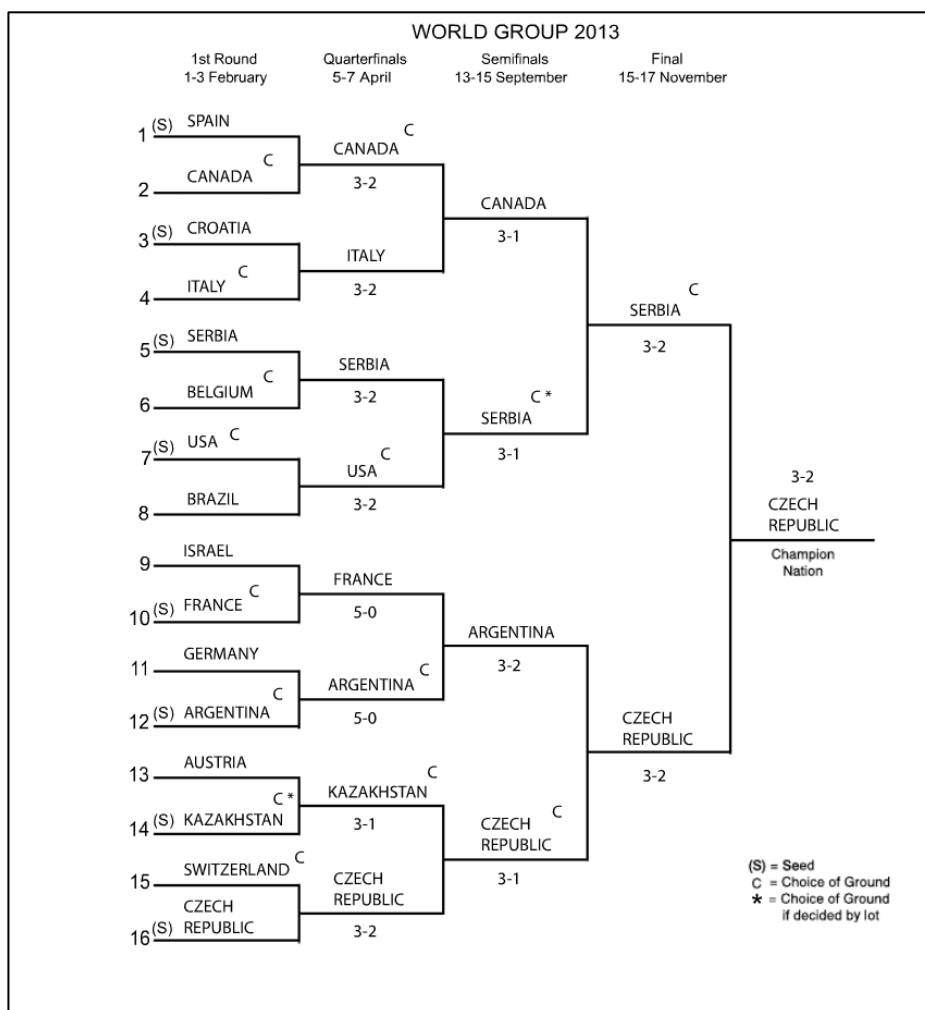 WORLD GROUP 2013
1st Round Quarterfinals Semifinals Final
1-3 February 5-7 April 13-15 September 15-17 November
1 (S) SPAIN
CANADA C
3-2
2 CANADA C
CANADA
3-1
3 (S) CROATIA
ITALY
3-2
4 ITALY C
SERBIA C
3-2
5 (S) SERBIA
SERBIA
3-2
6 BELGIUM C
SERBIA C *
3-1
7 (S) USA C
USA C
3-2
8 BRAZIL
3-2
CZECH
REPUBLIC
Champion
Nation
9 ISRAEL
FRANCE
5-0
10 (S) FRANCE C
ARGENTINA
3-2
11 GERMANY
ARGENTINA C
5-0
12 (S) ARGENTINA C
CZECH
REPUBLIC
3-2
13 AUSTRIA
KAZAKHSTAN C
3-1
14 (S) KAZAKHSTAN C *
CZECH C
REPUBLIC
3-1
15 SWITZERLAND C
CZECH
REPUBLIC
3-2
CZECH
16 (S) REPUBLIC
(S) = Seed
C = Choice of Ground
* = Choice of Ground
if decided by lot